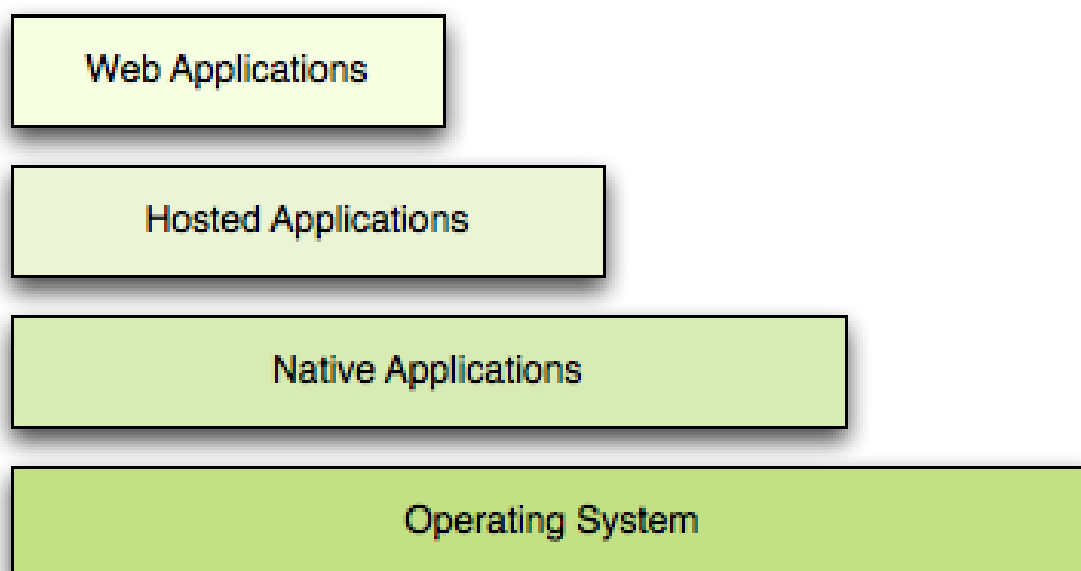 Web Applications
Hosted Applications
Native Applications
Operating System